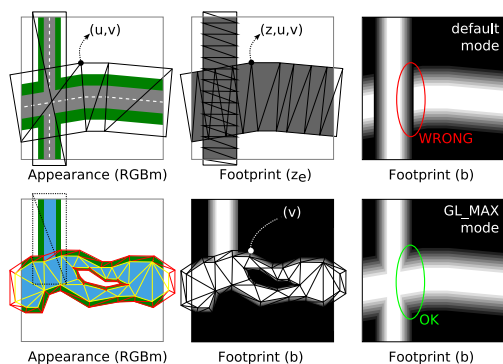 (u,v)
(z,u,v)
default
mode
WRONG
Appearance (RGBm)
Footprint (ze)
Footprint (b)
(v)
GL_MAX
mode
OK
Appearance (RGBm)
Footprint (b)
Footprint (b)